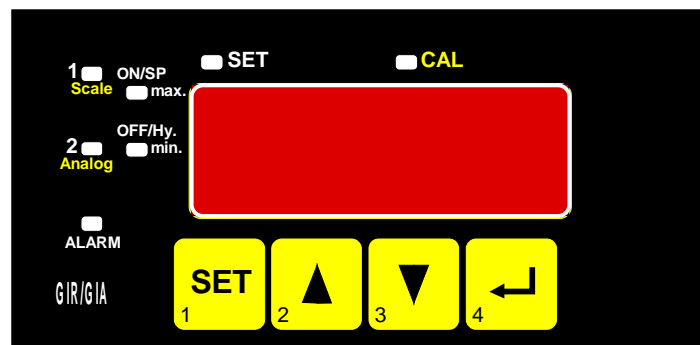 SET CAL
1 ON/SP
Scale max.
OFF/Hy.
2 min.
Analog
ALARM
GIR/GIA
SET
1 2 3 4